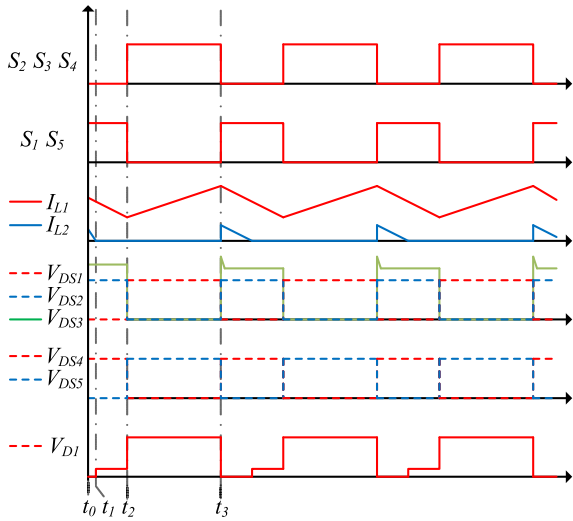 S2 S3 S4
S1 S5
IL1
IL2
VDS1
VDS2
VDS3
VDS4
VDS5
VD1
t0 t1 t2 t3